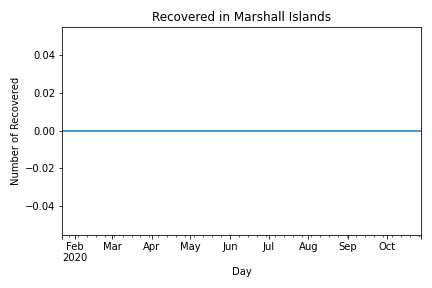 Recovered in Marshall Islands
Number of Recovered
0.04
0.02
0.00
−0.02
−0.04
Feb Mar Apr May Jun Jul Aug Sep Oct
2020
Day